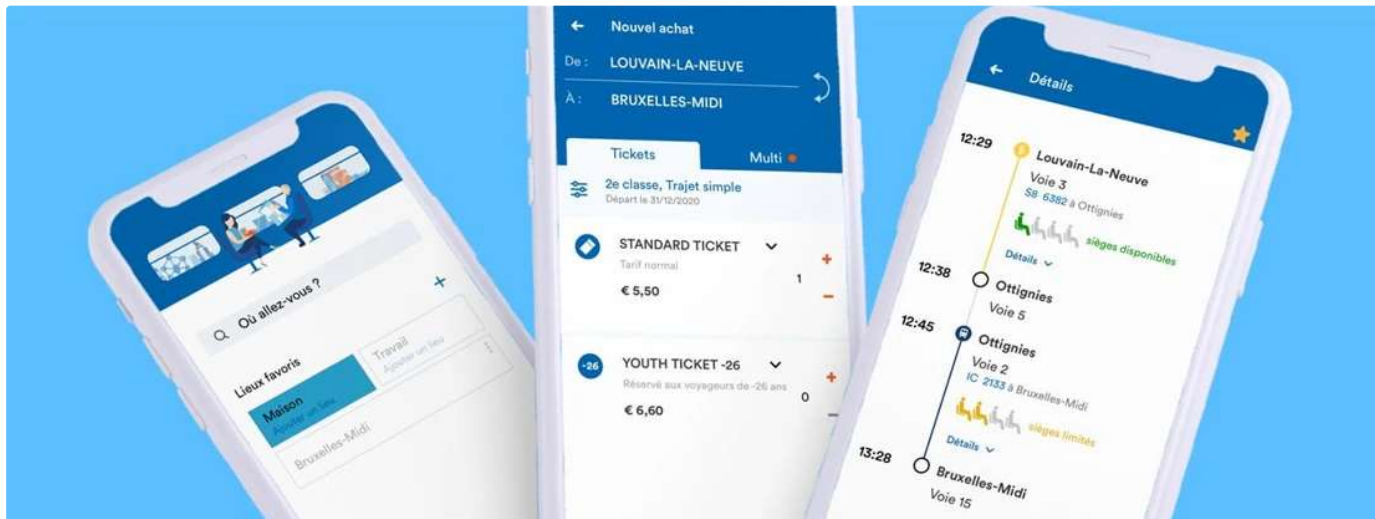 Où allez-vous ?
Lieux favoris
Maison
Ajouter un lieu
Travail
Ajouter un lieu
Bruxelles-Midi
Nouvel achat
De : LOUVAIN-LA-NEUVE
À : BRUXELLES-MIDI
Tickets Multi
2e classe, Trajet simple
Départ le 31/12/2020
STANDARD TICKET
Tarif normal
1
€ 5,50
-26 YOUTH TICKET -26
Réservé aux voyageurs de -26 ans
0
€ 6,60
Détails
12:29 Louvain-La-Neuve
Voie 3
S8 6382 à Ottignies
sièges disponibles
Détails
12:38 Ottignies
Voie 5
12:45 Ottignies
Voie 2
IC 2133 à Bruxelles-Midi
sièges limités
Détails
13:28 Bruxelles-Midi
Voie 15